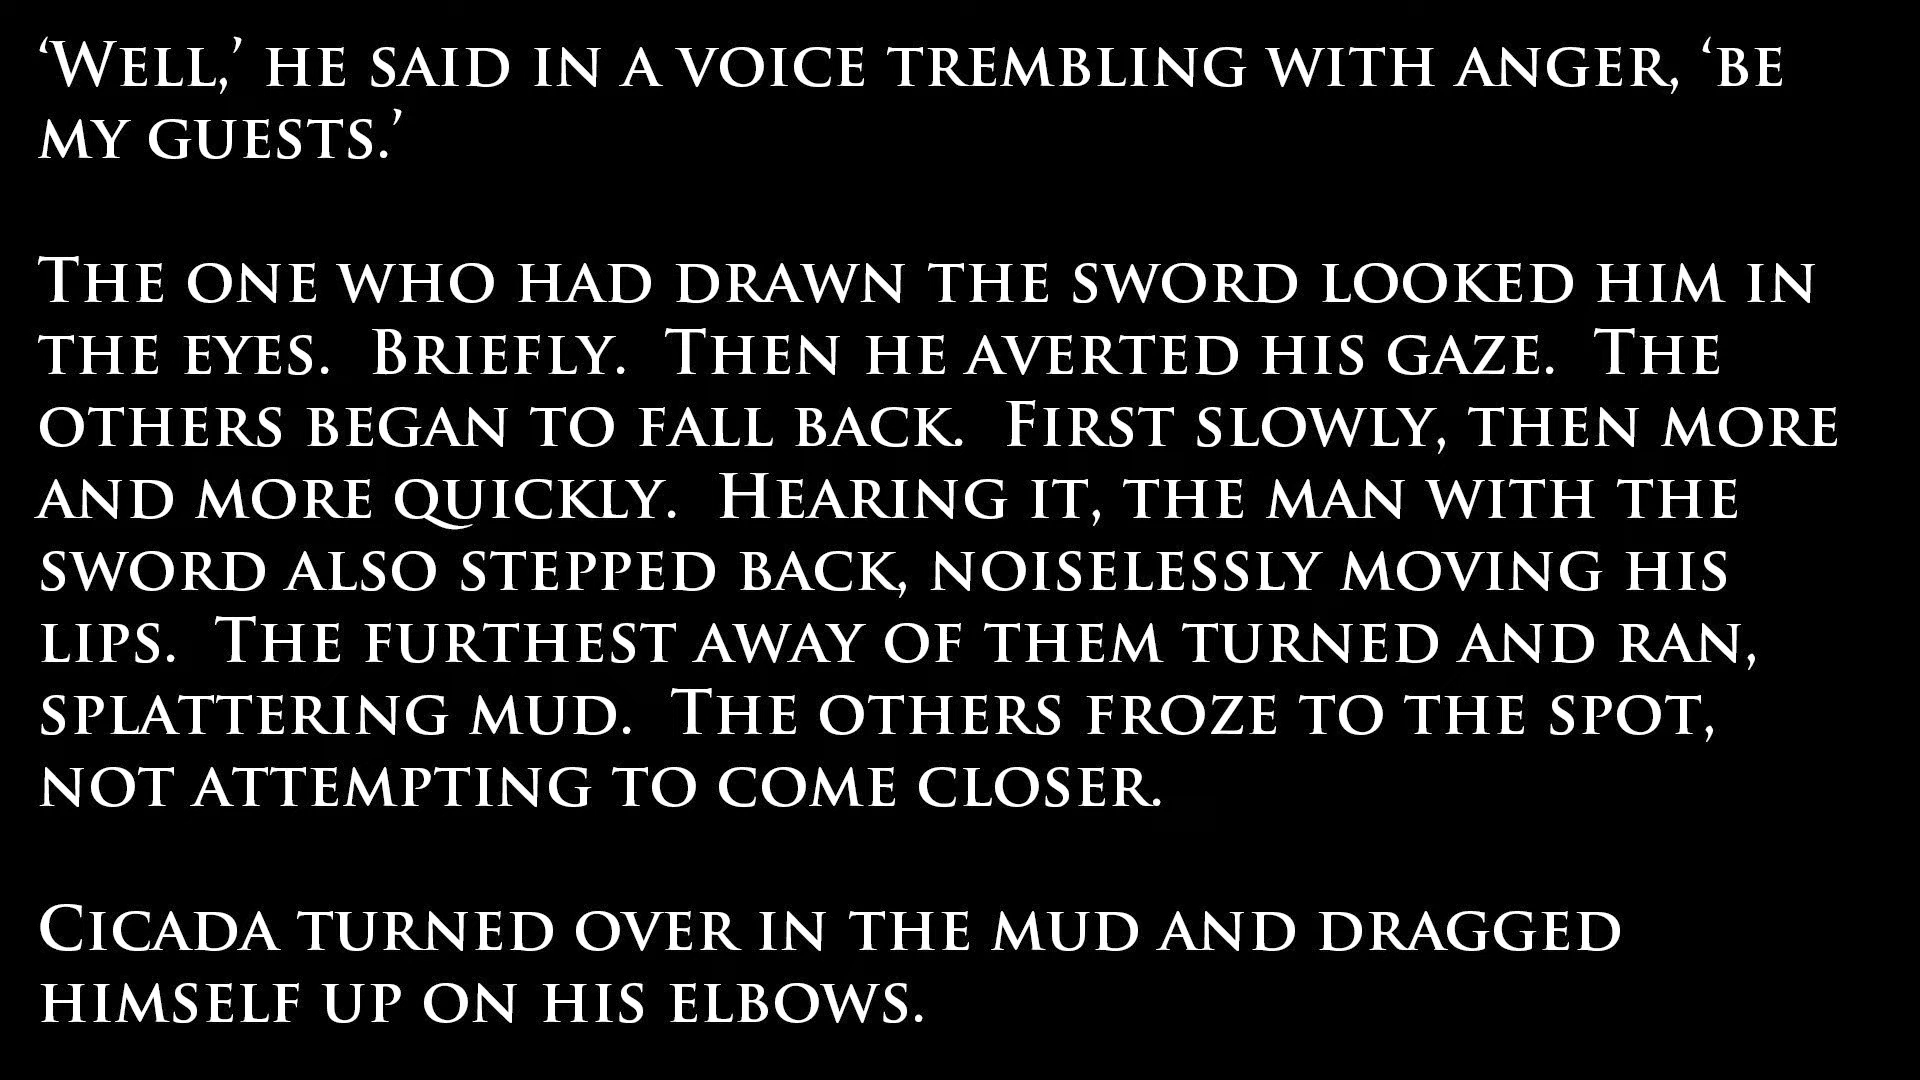 ‘Well,’ he said in a voice trembling with anger, ‘be
my guests.’
The one who had drawn the sword looked him in
the eyes.  Briefly.  Then he averted his gaze.  The
others began to fall back.  First slowly, then more
and more quickly.  Hearing it, the man with the
sword also stepped back, noiselessly moving his
lips.  The furthest away of them turned and ran,
splattering mud.  The others froze to the spot,
not attempting to come closer.
Cicada turned over in the mud and dragged
himself up on his elbows.